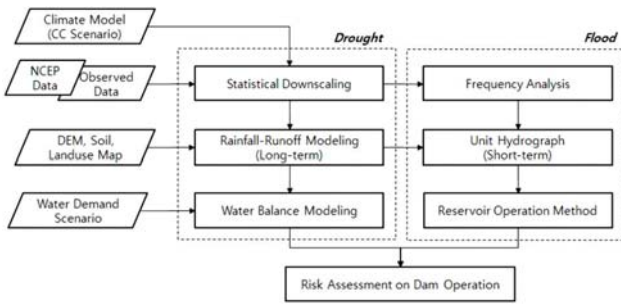 Climate Model
(CC Scenario)
Drought
Flood
NCEP
Data
Observed
Data
Statistical Downscaling
Frequency Analysis
DEM, Soil,
Landuse Map
Rainfall-Runoff Modeling
(Long-term)
Unit Hydrograph
(Short-term)
Water Demand
Scenario
Water Balance Modeling
Reservoir Operation Method
Risk Assessment on Dam Operation